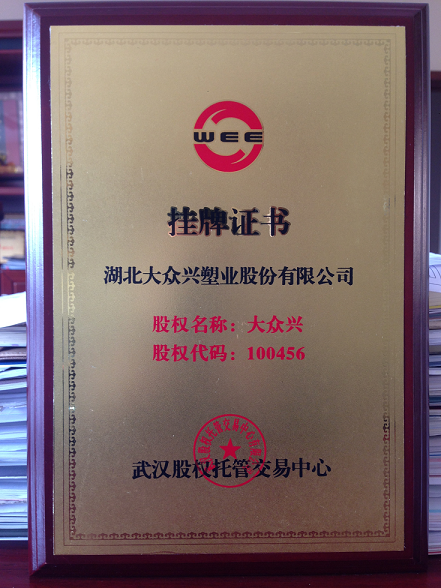 WEE
挂牌证书
湖北大众兴塑业股份有限公司
股权名称：大众兴
股权代码：100456
武汉股权托管交易中心